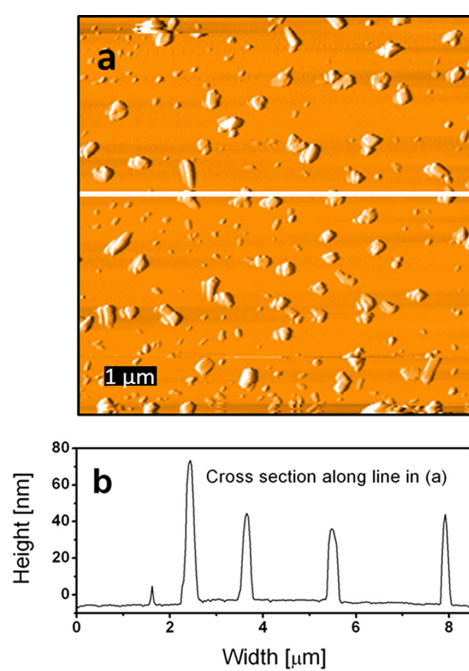 a
1 μm
b
Cross section along line in (a)
Height [nm]
80
60
40
20
0
0 2 4 6 8
Width [μm]